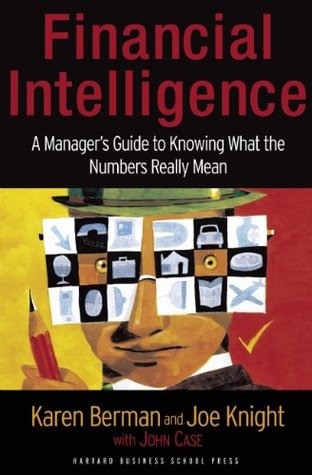 Financial
Intelligence
A Manager's Guide to Knowing What the
Numbers Really Mean
Karen Berman and Joe Knight
with JOHN CASE
HARVARD BUSINESS SCHOOL PRESS